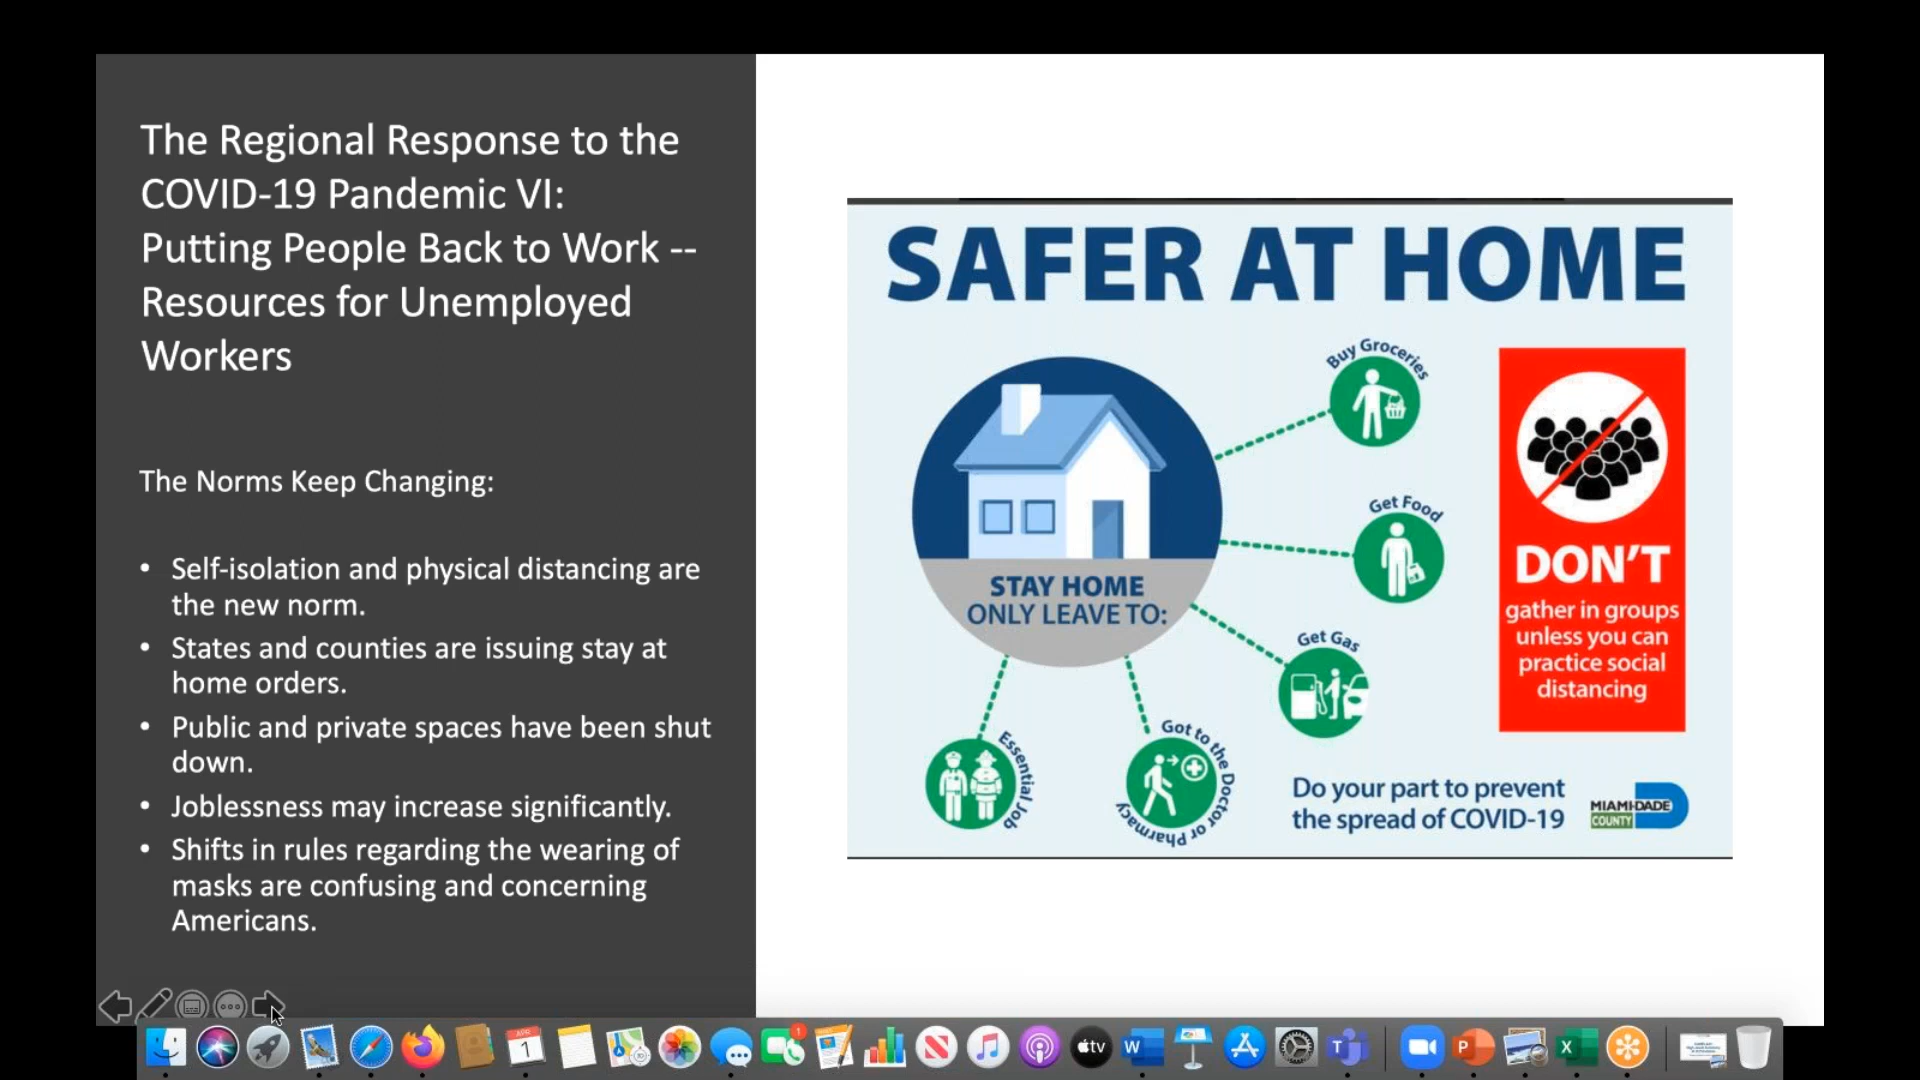 The Regional Response to the
COVID-19 Pandemic VI:
Putting People Back to Work --
Resources for Unemployed
Workers
The Norms Keep Changing:
• Self-isolation and physical distancing are
the new norm.
• States and counties are issuing stay at
home orders.
• Public and private spaces have been shut
down.
• Joblessness may increase significantly.
• Shifts in rules regarding the wearing of
masks are confusing and concerning
Americans.
SAFER AT HOME
STAY HOME
ONLY LEAVE TO:
Buy Groceries
Get Food
Get Gas
Got to the Doctor or Pharmacy
Essential Job
DON'T
gather in groups
unless you can
practice social
distancing
Do your part to prevent
the spread of COVID-19
MIAMI-DADE
COUNTY
APR
1
1
tv
W
T
P
X